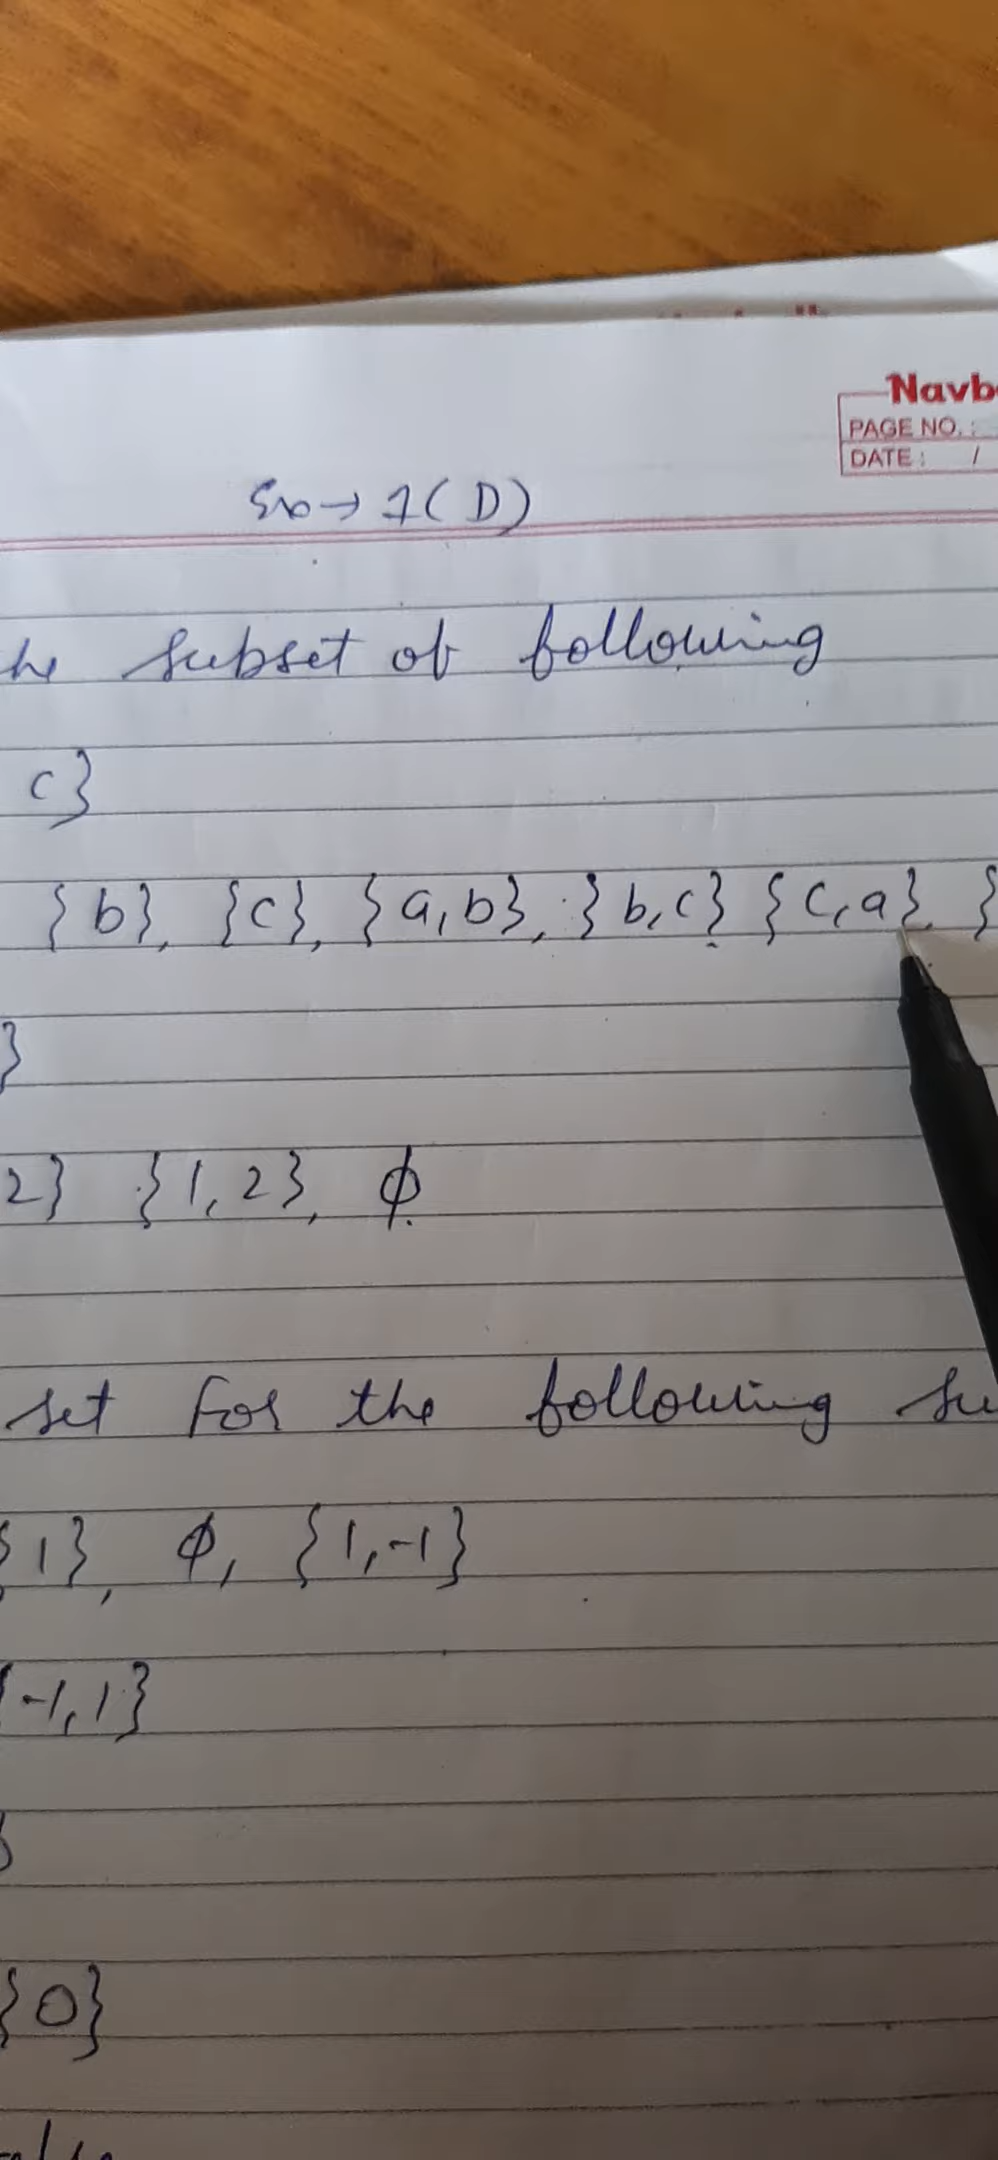 Navb
PAGE NO. :
DATE : /
Ex → 1(D)
he subset of following
c}
{b}, {c}, {a,b}, {b,c} {c,a}, {
}
2} {1,2}, ϕ
set for the following su
{1}, ϕ, {1,-1}
{-1,1}
{0}